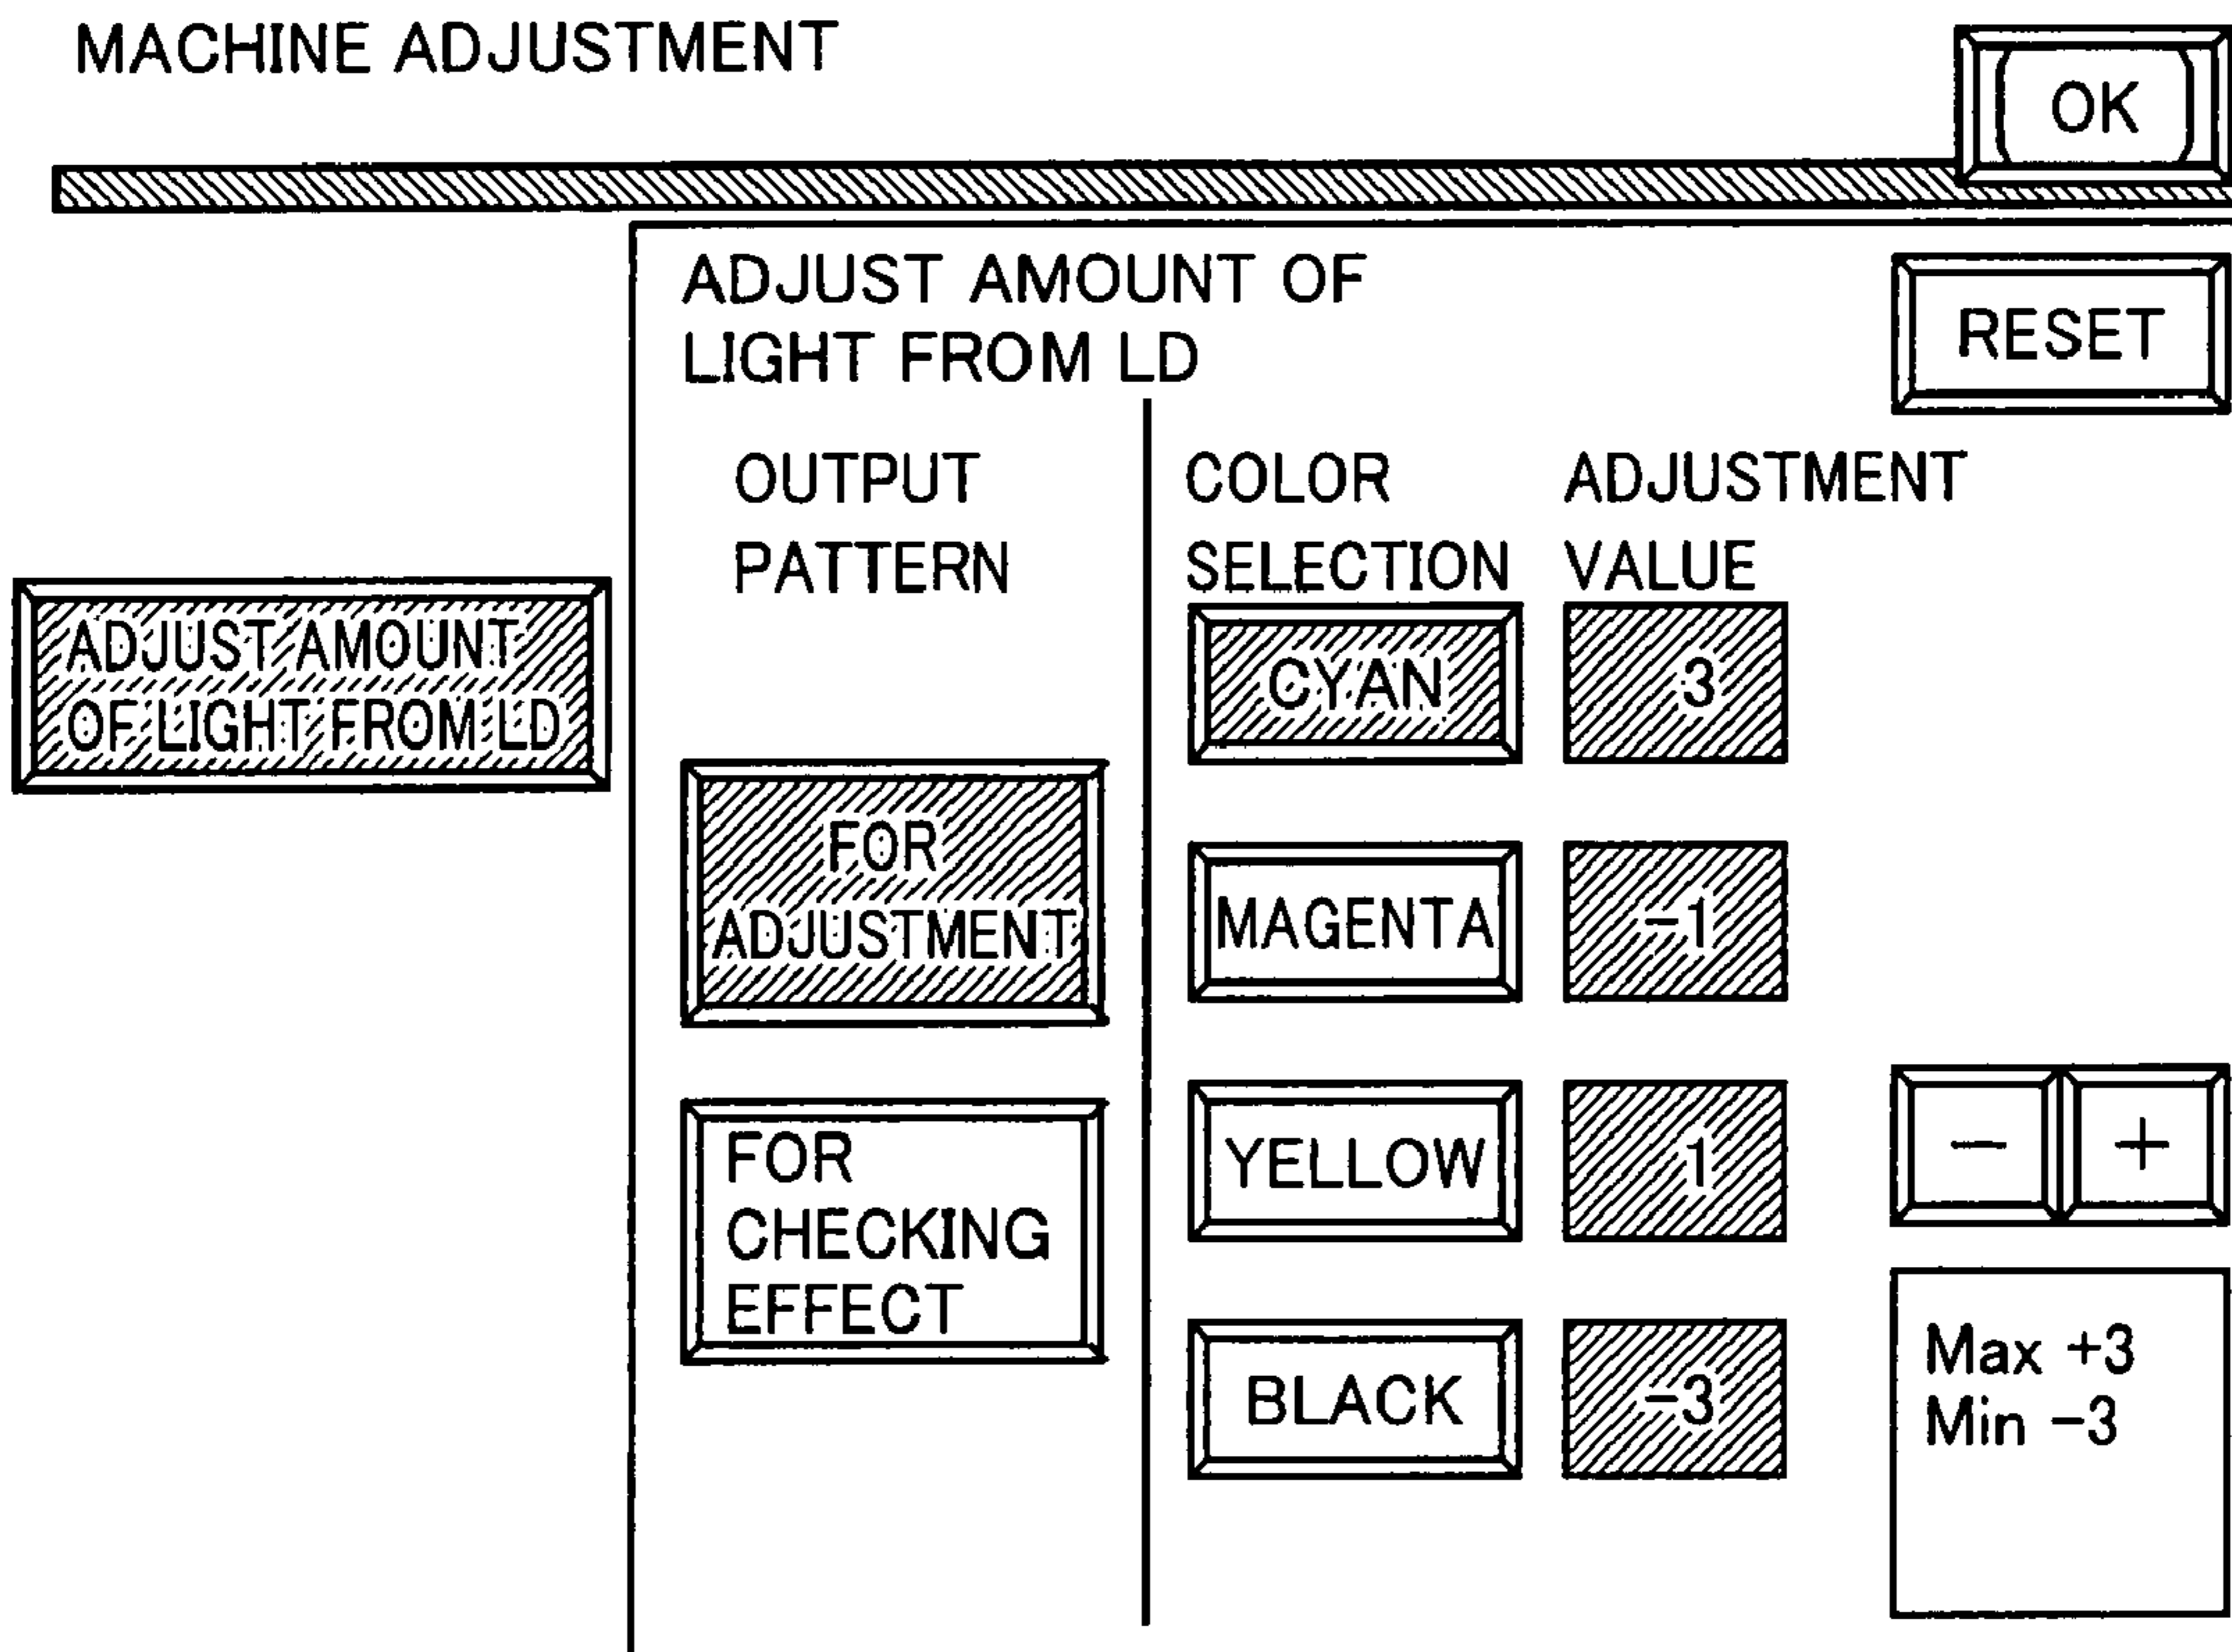 MACHINE ADJUSTMENT
OK
ADJUST AMOUNT OF
LIGHT FROM LD
RESET
ADJUST AMOUNT
OF LIGHT FROM LD
OUTPUT
PATTERN
FOR
ADJUSTMENT
FOR
CHECKING
EFFECT
COLOR
SELECTION
ADJUSTMENT
VALUE
CYAN 3
MAGENTA -1
YELLOW 1
BLACK -3
− +
Max +3
Min -3